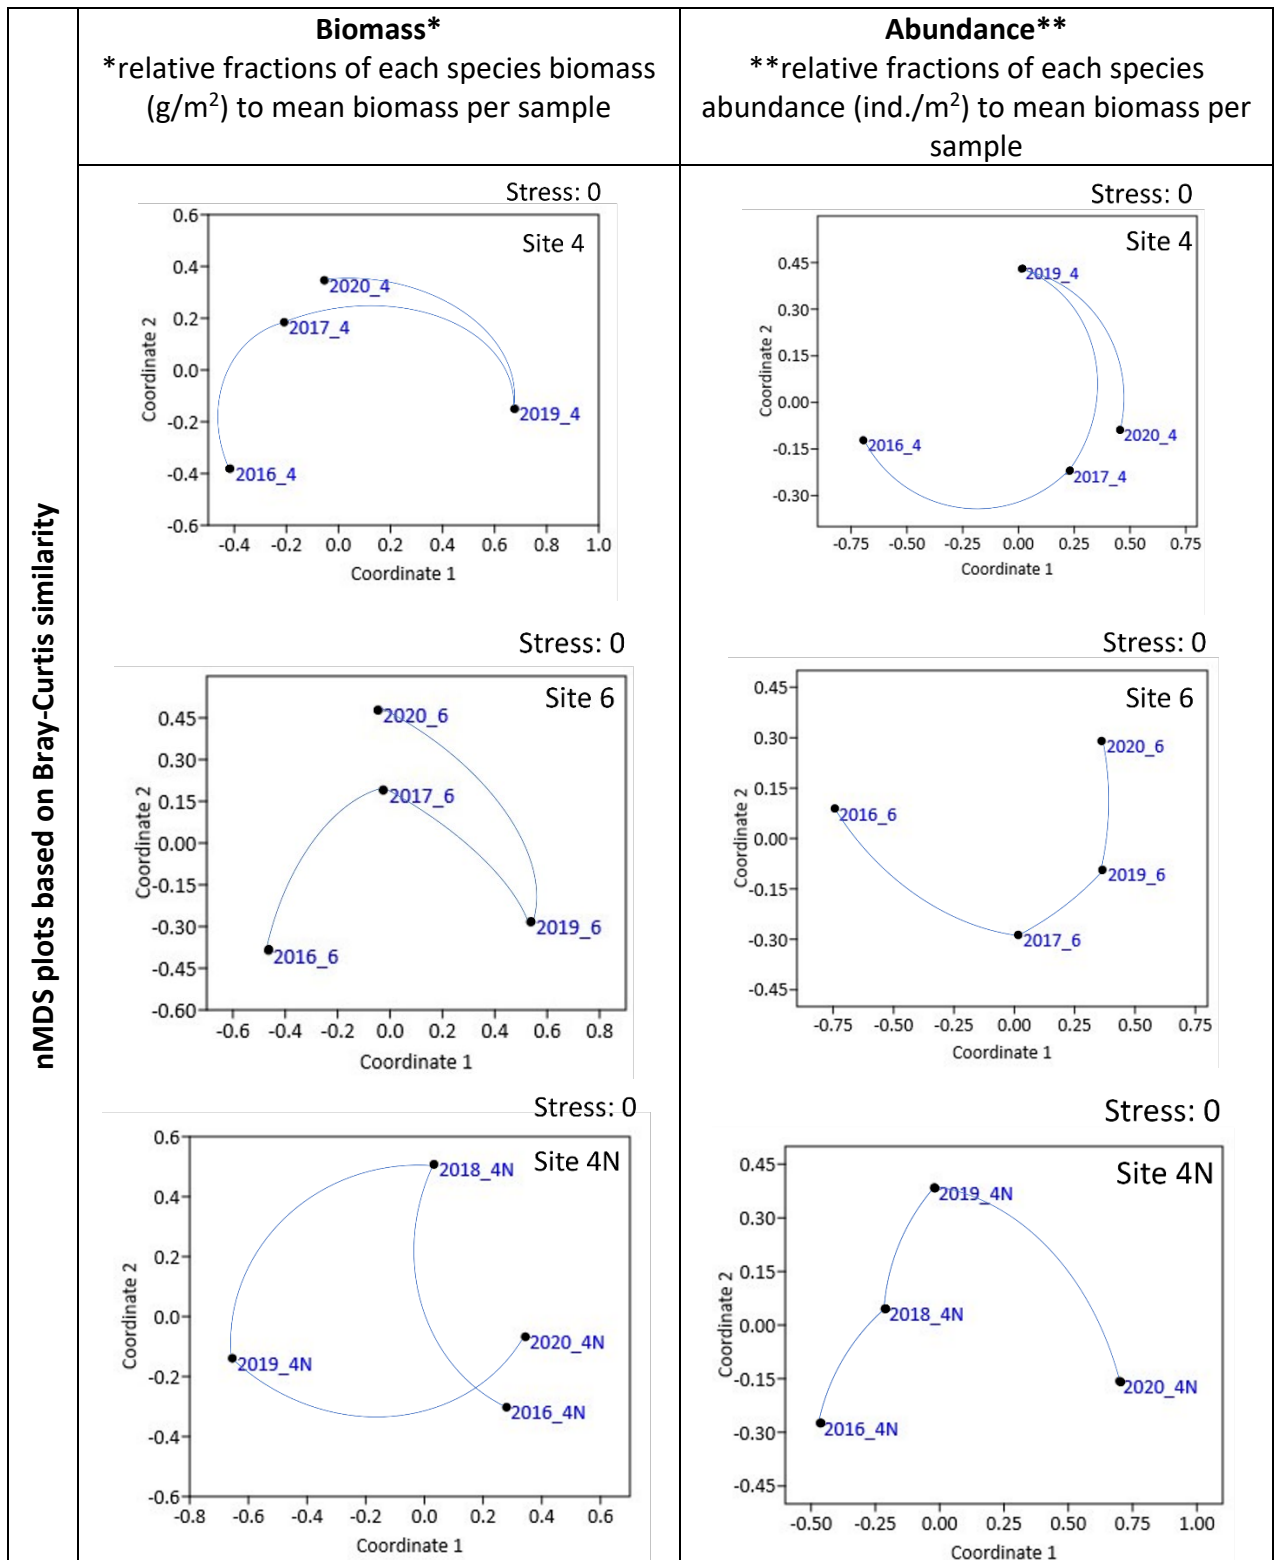 nMDS plots based on Bray-Curtis similarity
Biomass*
*relative fractions of each species biomass
(g/m²) to mean biomass per sample
Abundance**
**relative fractions of each species
abundance (ind./m²) to mean biomass per
sample
Stress: 0
Site 4
0.6
0.4
0.2
0.0
-0.2
-0.4
-0.6
Coordinate 2
2020_4
2017_4
2019_4
2016_4
-0.4 -0.2 0.0 0.2 0.4 0.6 0.8 1.0
Coordinate 1
Stress: 0
Site 4
0.45
0.30
0.15
0.00
-0.15
-0.30
Coordinate 2
2019_4
2020_4
2016_4
2017_4
-0.75 -0.50 -0.25 0.00 0.25 0.50 0.75
Coordinate 1
Stress: 0
Site 6
0.45
0.30
0.15
0.00
-0.15
-0.30
-0.45
-0.60
Coordinate 2
2020_6
2017_6
2019_6
2016_6
-0.6 -0.4 -0.2 0.0 0.2 0.4 0.6 0.8
Coordinate 1
Stress: 0
Site 6
0.45
0.30
0.15
0.00
-0.15
-0.30
-0.45
Coordinate 2
2020_6
2016_6
2019_6
2017_6
-0.75 -0.50 -0.25 0.00 0.25 0.50 0.75
Coordinate 1
Stress: 0
Site 4N
0.6
0.4
0.2
0.0
-0.2
-0.4
-0.6
Coordinate 2
2018_4N
2020_4N
2019_4N
2016_4N
-0.8 -0.6 -0.4 -0.2 0.0 0.2 0.4 0.6
Coordinate 1
Stress: 0
Site 4N
0.45
0.30
0.15
0.00
-0.15
-0.30
-0.45
Coordinate 2
2019_4N
2018_4N
2020_4N
2016_4N
-0.50 -0.25 0.00 0.25 0.50 0.75 1.00
Coordinate 1